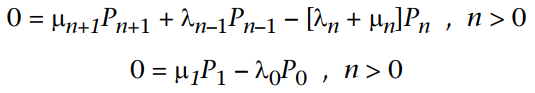 0 = μₙ₊₁Pₙ₊₁ + λₙ₋₁Pₙ₋₁ − [λₙ + μₙ]Pₙ , n > 0
0 = μ₁P₁ − λ₀P₀ , n > 0